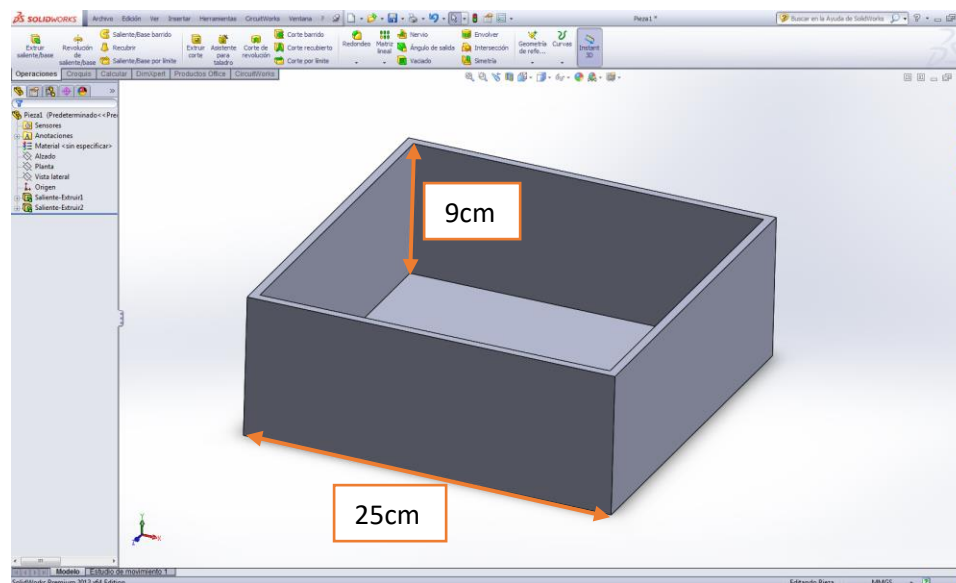 SOLIDWORKS Archivo Edición Ver Insertar Herramientas CircuitWorks Ventana ? Pieza1 * Buscar en la Ayuda de SolidWorks
Extruir saliente/base
Revolución de saliente/base
Saliente/Base barrido
Recubrir
Saliente/Base por límite
Extruir corte
Asistente para taladro
Corte de revolución
Corte barrido
Corte recubierto
Corte por límite
Redondeo
Matriz lineal
Nervio
Ángulo de salida
Vaciado
Envolver
Intersección
Simetría
Geometría de refe...
Curvas
Instant 3D
Operaciones Croquis Calcular DimXpert Productos Office CircuitWorks
Pieza1 (Predeterminado<<Pre
Sensores
Anotaciones
Material <sin especificar>
Alzado
Planta
Vista lateral
Origen
Saliente-Extruir1
Saliente-Extruir2
9cm
25cm
Y
X
Z
Modelo Estudio de movimiento 1
SolidWorks Premium 2012 x64 Edition Editando Pieza MMGS